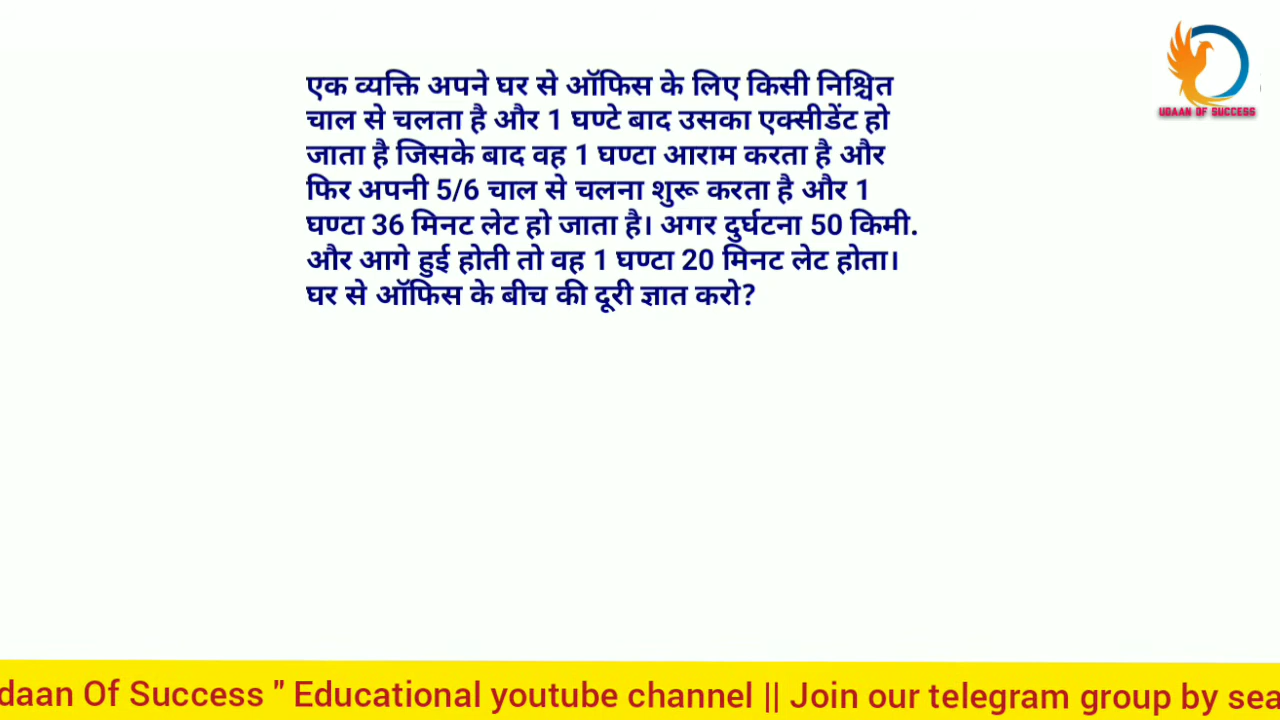 एक व्यक्ति अपने घर से ऑफिस के लिए किसी निश्चित
चाल से चलता है और 1 घण्टे बाद उसका एक्सीडेंट हो
जाता है जिसके बाद वह 1 घण्टा आराम करता है और
फिर अपनी 5/6 चाल से चलना शुरू करता है और 1
घण्टा 36 मिनट लेट हो जाता है। अगर दुर्घटना 50 किमी.
और आगे हुई होती तो वह 1 घण्टा 20 मिनट लेट होता।
घर से ऑफिस के बीच की दूरी ज्ञात करो?
UDAAN OF SUCCESS
daan Of Success " Educational youtube channel || Join our telegram group by sea